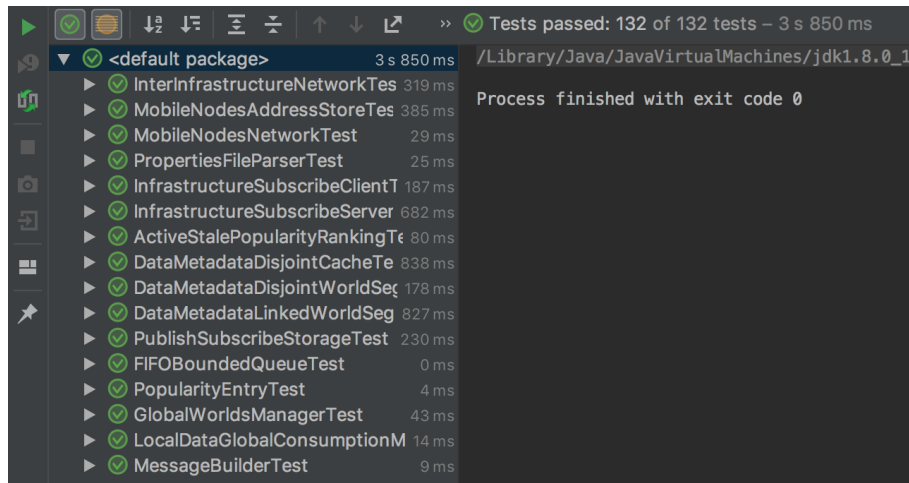 Tests passed: 132 of 132 tests – 3 s 850 ms
<default package> 3 s 850 ms
/Library/Java/JavaVirtualMachines/jdk1.8.0_1
InterInfrastructureNetworkTes 319 ms
Process finished with exit code 0
MobileNodesAddressStoreTes 385 ms
MobileNodesNetworkTest 29 ms
PropertiesFileParserTest 25 ms
InfrastructureSubscribeClientT 187 ms
InfrastructureSubscribeServer 682 ms
ActiveStalePopularityRankingTe 80 ms
DataMetadataDisjointCacheTe 838 ms
DataMetadataDisjointWorldSeg 178 ms
DataMetadataLinkedWorldSeg 827 ms
PublishSubscribeStorageTest 230 ms
FIFOBoundedQueueTest 0 ms
PopularityEntryTest 4 ms
GlobalWorldsManagerTest 43 ms
LocalDataGlobalConsumptionM 14 ms
MessageBuilderTest 9 ms